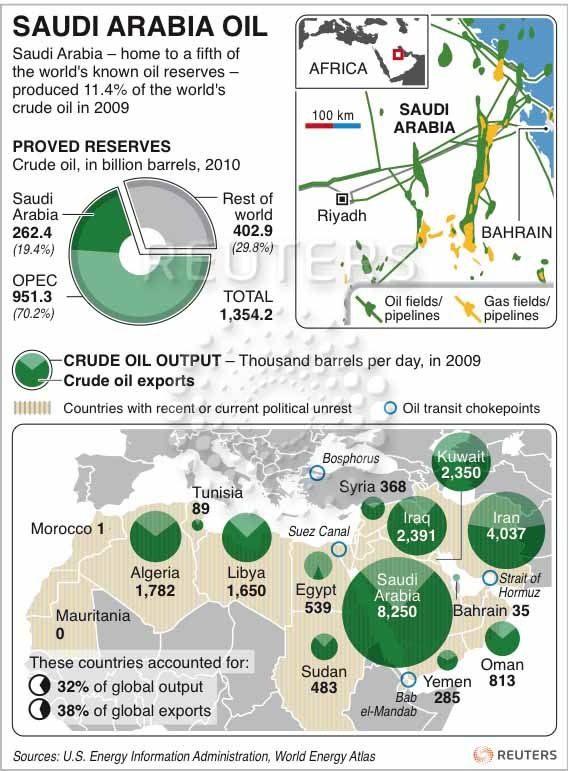 SAUDI ARABIA OIL
Saudi Arabia – home to a fifth of
the world's known oil reserves –
produced 11.4% of the world's
crude oil in 2009
PROVED RESERVES
Crude oil, in billion barrels, 2010
Saudi
Arabia
262.4
(19.4%)
Rest of
world
402.9
(29.8%)
OPEC
951.3
(70.2%)
TOTAL
1,354.2
AFRICA
100 km
SAUDI
ARABIA
Riyadh
BAHRAIN
Oil fields/
pipelines
Gas fields/
pipelines
REUTERS
CRUDE OIL OUTPUT – Thousand barrels per day, in 2009
Crude oil exports
Countries with recent or current political unrest
Oil transit chokepoints
Bosphorus
Kuwait
2,350
Tunisia
89
Syria 368
Morocco 1
Suez Canal
Iraq
2,391
Iran
4,037
Algeria
1,782
Libya
1,650
Egypt
539
Saudi
Arabia
8,250
Strait of
Hormuz
Bahrain 35
Mauritania
0
Sudan
483
Yemen
285
Oman
813
Bab
el-Mandab
These countries accounted for:
32% of global output
38% of global exports
Sources: U.S. Energy Information Administration, World Energy Atlas
REUTERS